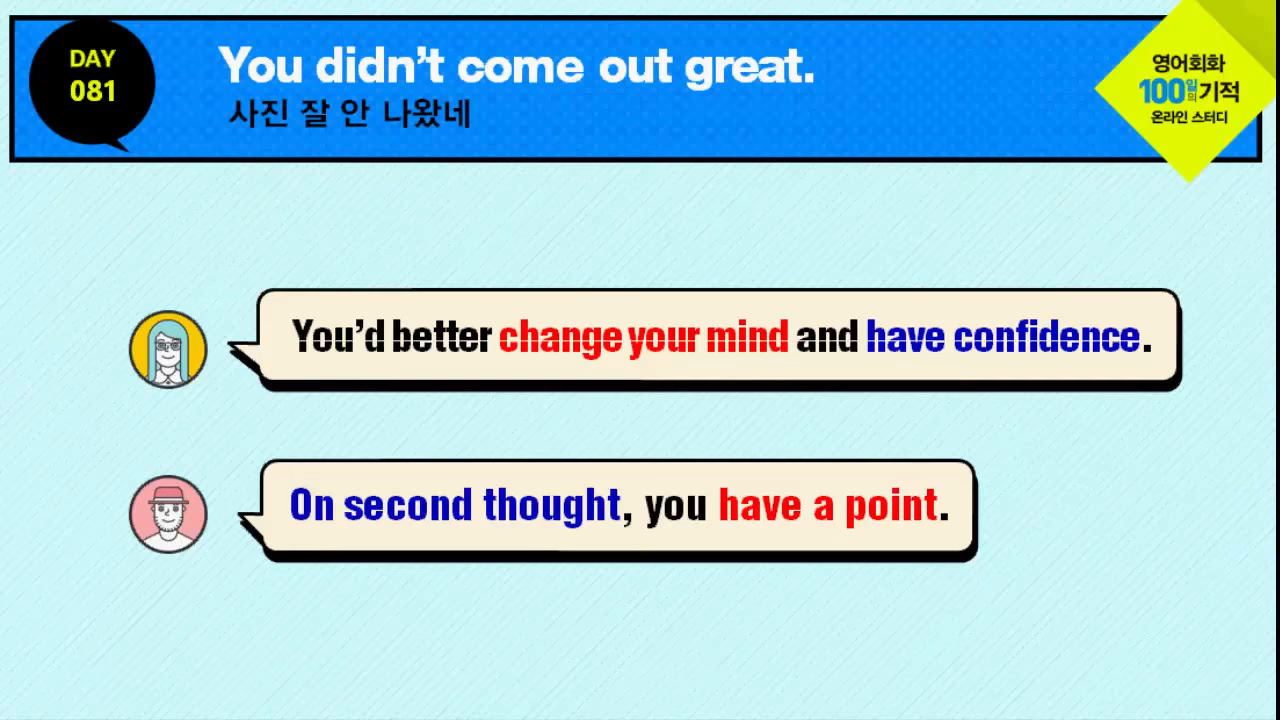 DAY
081
You didn't come out great.
사진 잘 안 나왔네
영어회화
100일의기적
온라인 스터디
You'd better change your mind and have confidence.
On second thought, you have a point.